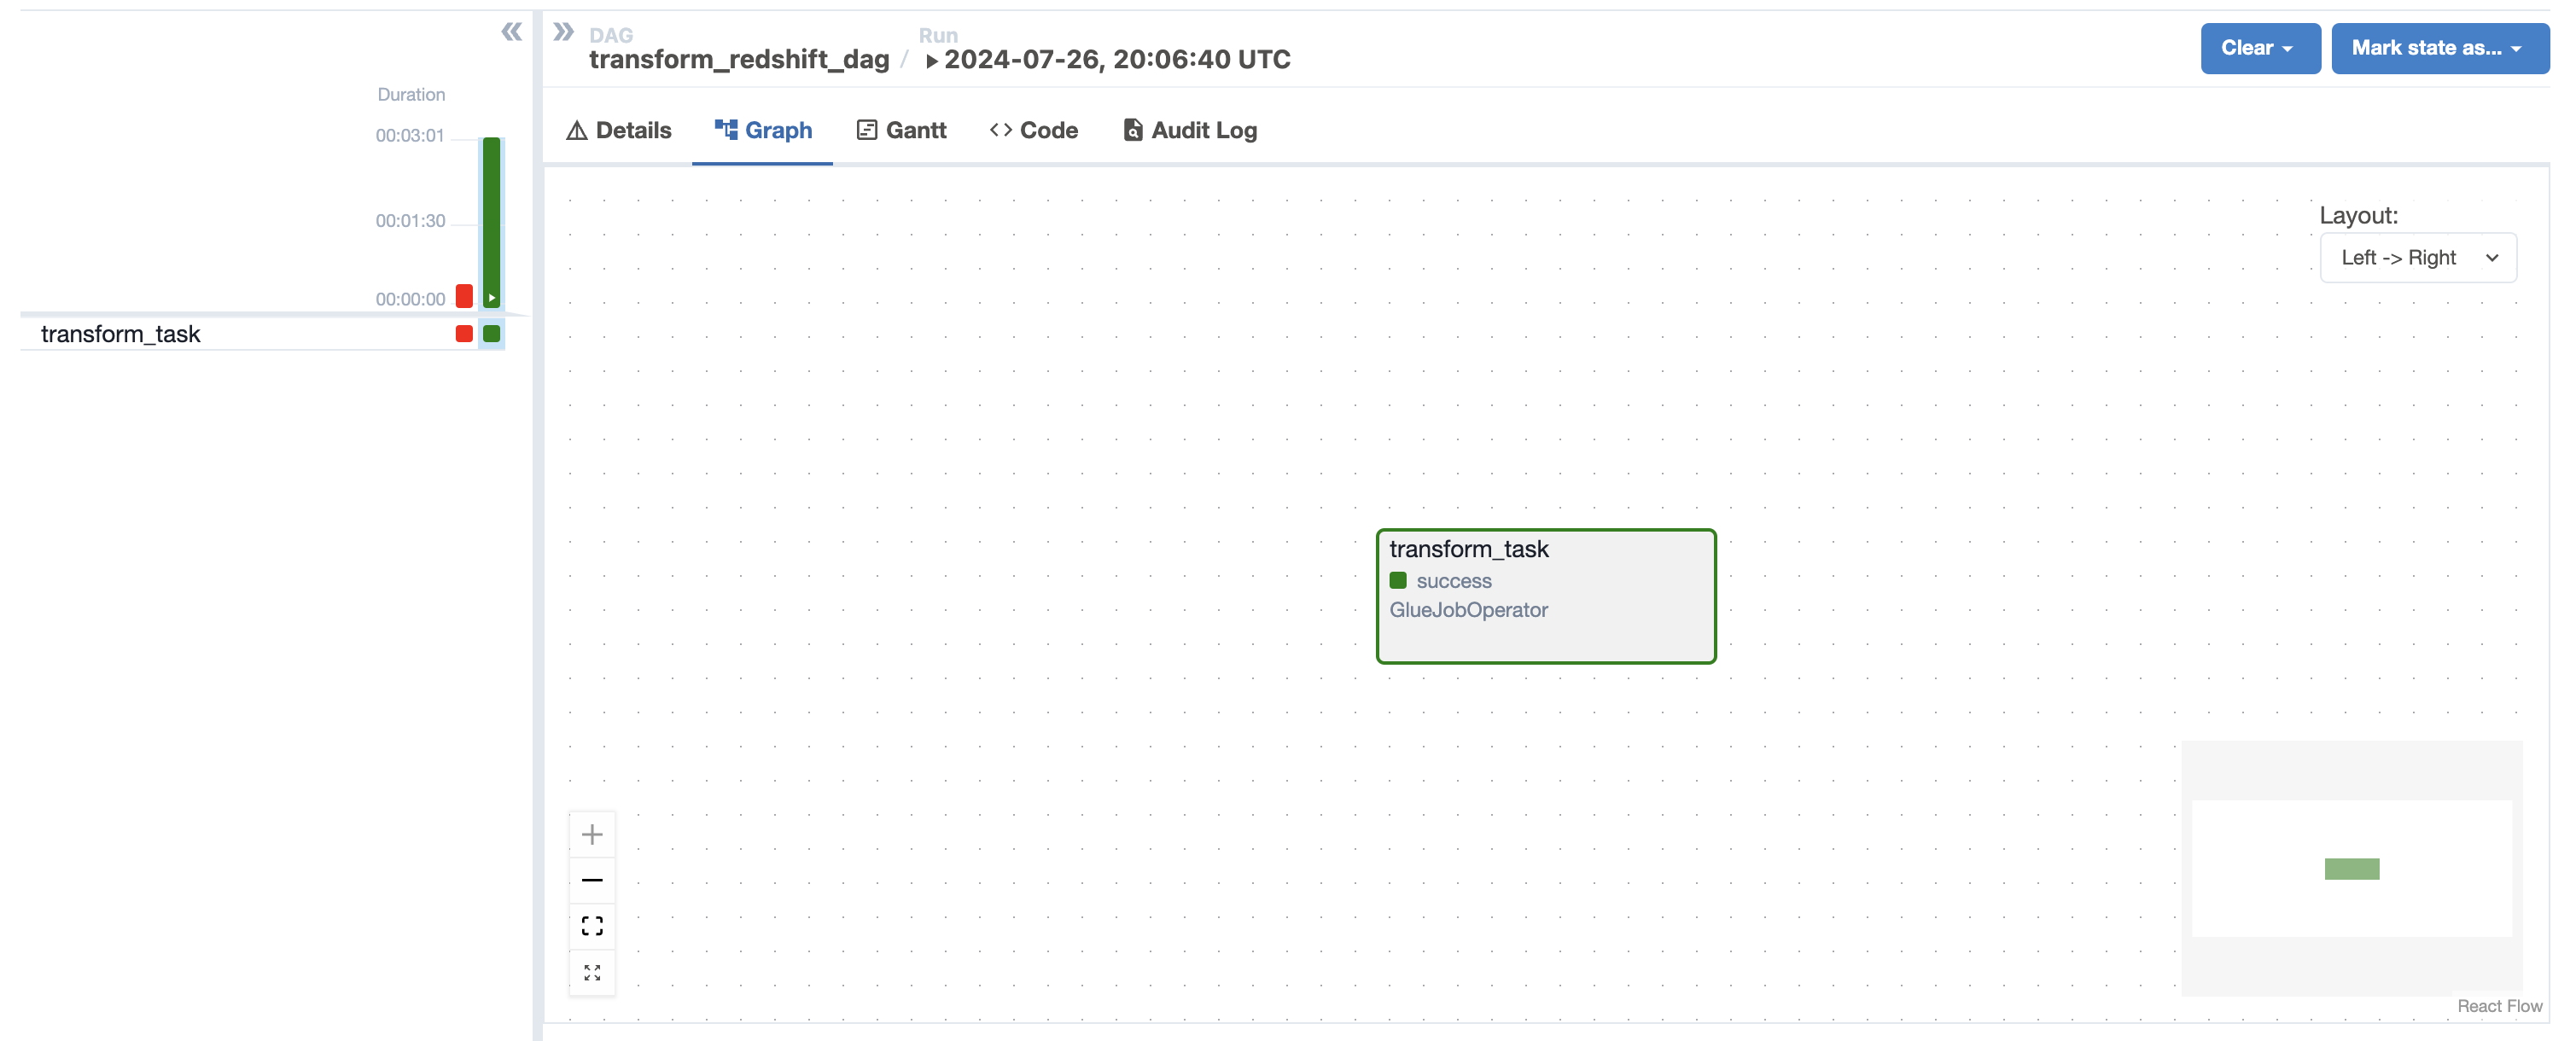 DAG
transform_redshift_dag / 
Run
2024-07-26, 20:06:40 UTC
Clear
Mark state as...
Duration
00:03:01
00:01:30
00:00:00
transform_task
Details
Graph
Gantt
Code
Audit Log
Layout:
Left -> Right
transform_task
success
GlueJobOperator
React Flow